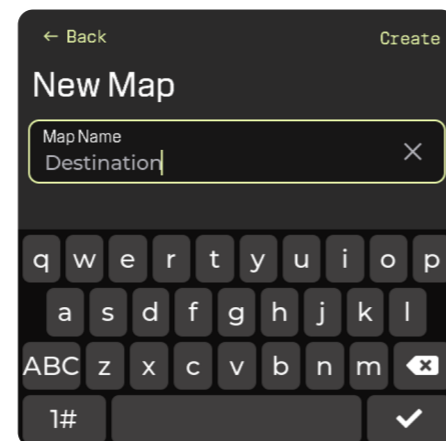 ← Back Create
New Map
Map Name
Destination
q w e r t y u i o p
a s d f g h j k l
ABC z x c v b n m
1#